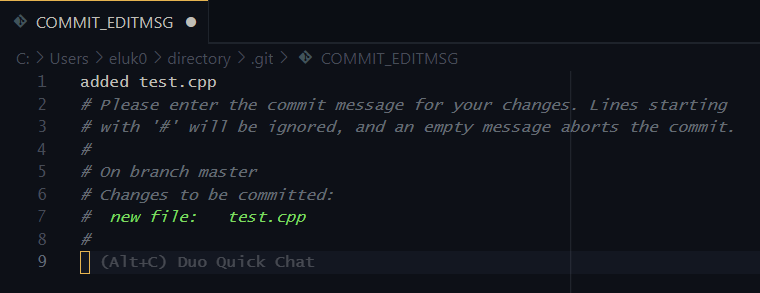 COMMIT_EDITMSG
C: > Users > eluk0 > directory > .git > COMMIT_EDITMSG
1 added test.cpp
2 # Please enter the commit message for your changes. Lines starting
3 # with '#' will be ignored, and an empty message aborts the commit.
4 #
5 # On branch master
6 # Changes to be committed:
7 #  new file:   test.cpp
8 #
9 (Alt+C) Duo Quick Chat